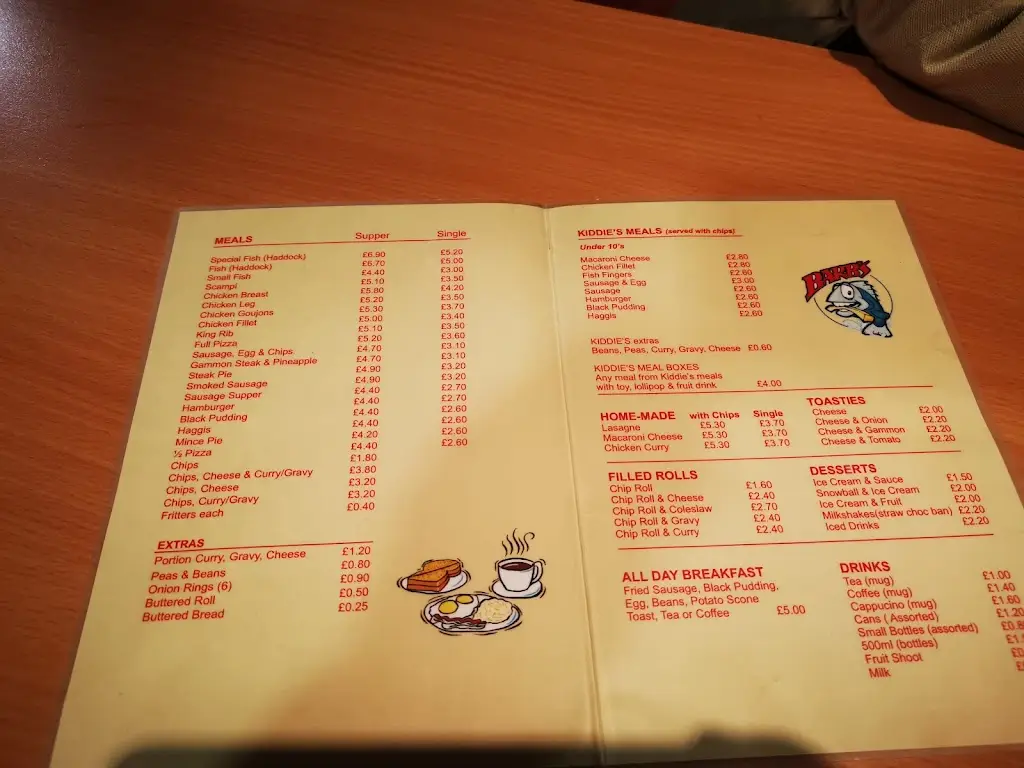 MEALS Supper Single
Special Fish (Haddock) £6.90 £5.20
Fish (Haddock) £6.70 £5.00
Small Fish £4.40 £3.00
Scampi £5.10 £3.50
Chicken Breast £5.80 £4.20
Chicken Leg £5.20 £3.50
Chicken Goujons £5.30 £3.70
Chicken Fillet £5.00 £3.40
King Rib £5.10 £3.50
Full Pizza £5.20 £3.60
Sausage, Egg & Chips £4.70 £3.10
Gammon Steak & Pineapple £4.70 £3.10
Steak Pie £4.90 £3.20
Smoked Sausage £4.90 £3.20
Sausage Supper £4.40 £2.70
Hamburger £4.40 £2.70
Black Pudding £4.40 £2.60
Haggis £4.40 £2.60
Mince Pie £4.20 £2.60
½ Pizza £4.40 £2.60
Chips £1.80
Chips, Cheese & Curry/Gravy £3.80
Chips, Cheese £3.20
Chips, Curry/Gravy £3.20
Fritters each £0.40
EXTRAS
Portion Curry, Gravy, Cheese £1.20
Peas & Beans £0.80
Onion Rings (6) £0.90
Buttered Roll £0.50
Buttered Bread £0.25
KIDDIE'S MEALS (served with chips)
Under 10's
Macaroni Cheese £2.80
Chicken Fillet £2.80
Fish Fingers £2.60
Sausage & Egg £3.00
Sausage £2.60
Hamburger £2.60
Black Pudding £2.60
Haggis £2.60
KIDDIE'S extras
Beans, Peas, Curry, Gravy, Cheese £0.60
KIDDIE'S MEAL BOXES
Any meal from Kiddie's meals
with toy, lollipop & fruit drink £4.00
HOME-MADE with Chips Single
Lasagne £5.30 £3.70
Macaroni Cheese £5.30 £3.70
Chicken Curry £5.30 £3.70
TOASTIES
Cheese £2.00
Cheese & Onion £2.20
Cheese & Gammon £2.20
Cheese & Tomato £2.20
FILLED ROLLS
Chip Roll £1.60
Chip Roll & Cheese £2.40
Chip Roll & Coleslaw £2.70
Chip Roll & Gravy £2.40
Chip Roll & Curry £2.40
DESSERTS
Ice Cream & Sauce £1.50
Snowball & Ice Cream £2.00
Ice Cream & Fruit £2.00
Milkshakes(straw choc ban) £2.20
Iced Drinks £2.20
ALL DAY BREAKFAST
Fried Sausage, Black Pudding,
Egg, Beans, Potato Scone
Toast, Tea or Coffee £5.00
DRINKS
Tea (mug) £1.00
Coffee (mug) £1.40
Cappucino (mug) £1.60
Cans (Assorted) £1.20
Small Bottles (assorted)
500ml (bottles)
Fruit Shoot
Milk